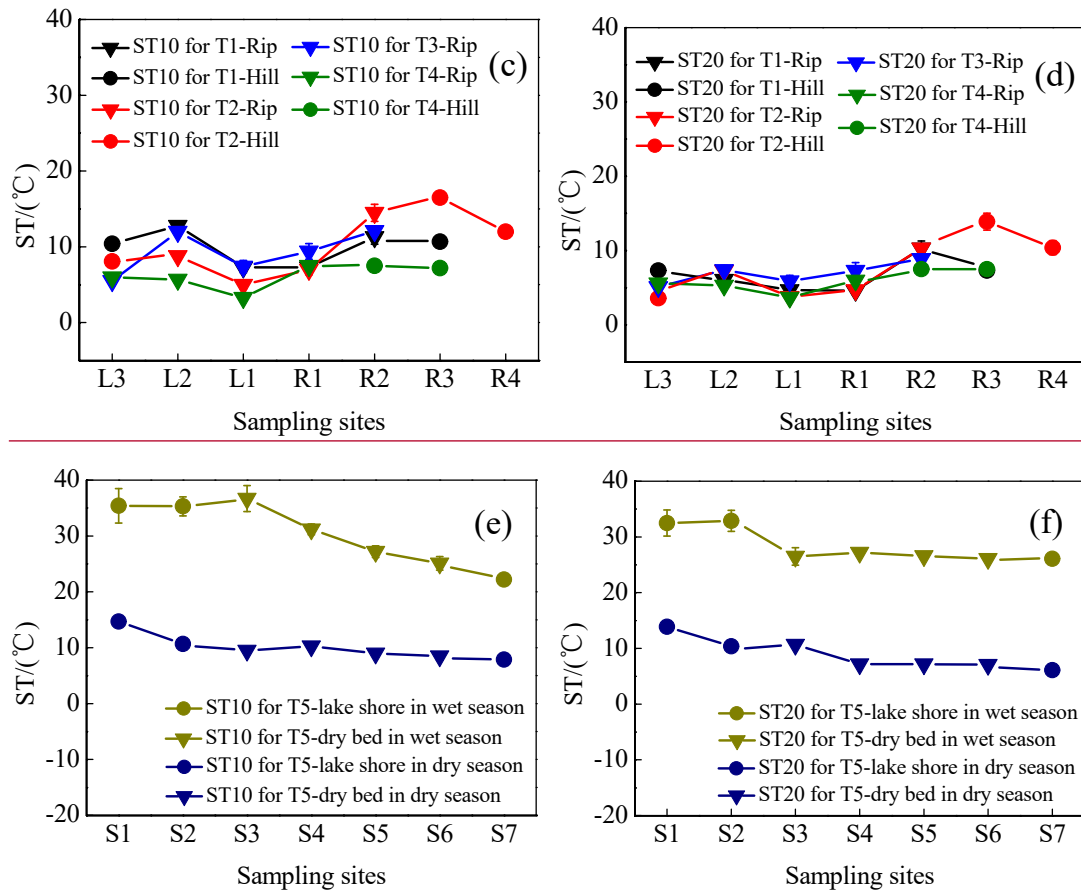 (c)
ST10 for T1-Rip
ST10 for T1-Hill
ST10 for T2-Rip
ST10 for T2-Hill
ST10 for T3-Rip
ST10 for T4-Rip
ST10 for T4-Hill
ST/(℃)
40
30
20
10
0
L3 L2 L1 R1 R2 R3 R4
Sampling sites
(d)
ST20 for T1-Rip
ST20 for T1-Hill
ST20 for T2-Rip
ST20 for T2-Hill
ST20 for T3-Rip
ST20 for T4-Rip
ST20 for T4-Hill
ST/(℃)
40
30
20
10
0
L3 L2 L1 R1 R2 R3 R4
Sampling sites
(e)
ST/(℃)
40
30
20
10
0
-10
-20
ST10 for T5-lake shore in wet season
ST10 for T5-dry bed in wet season
ST10 for T5-lake shore in dry season
ST10 for T5-dry bed in dry season
S1 S2 S3 S4 S5 S6 S7
Sampling sites
(f)
ST/(℃)
40
30
20
10
0
-10
-20
ST20 for T5-lake shore in wet season
ST20 for T5-dry bed in wet season
ST20 for T5-lake shore in dry season
ST20 for T5-dry bed in dry season
S1 S2 S3 S4 S5 S6 S7
Sampling sites